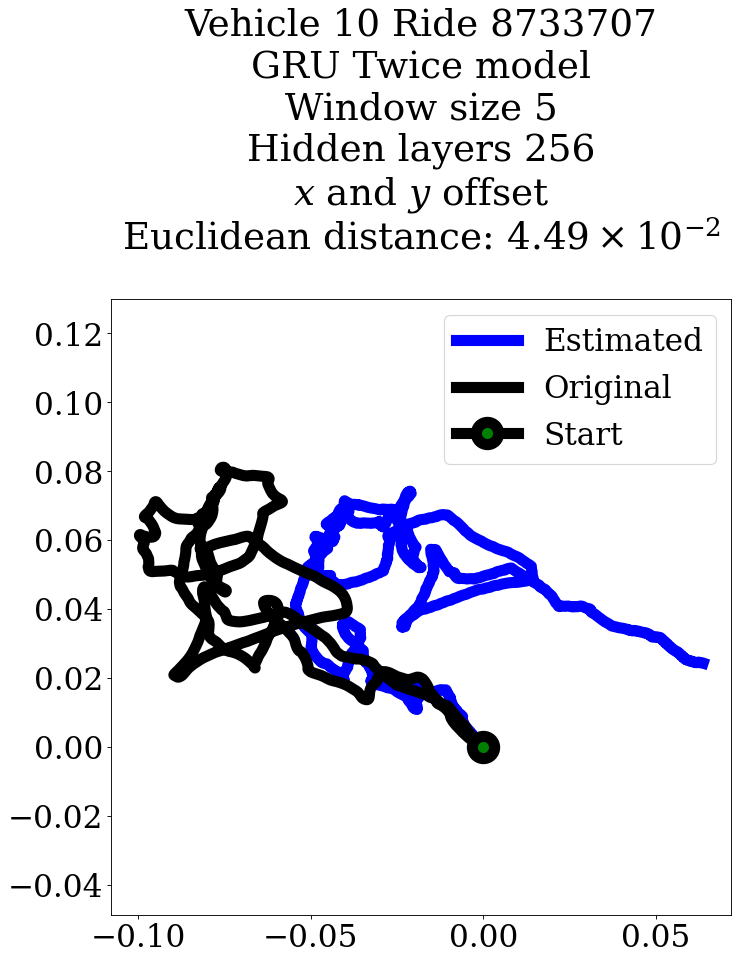 Vehicle 10 Ride 8733707
GRU Twice model
Window size 5
Hidden layers 256
x and y offset
Euclidean distance: 4.49 × 10⁻²
Estimated
Original
Start
0.12
0.10
0.08
0.06
0.04
0.02
0.00
−0.02
−0.04
−0.10 −0.05 0.00 0.05